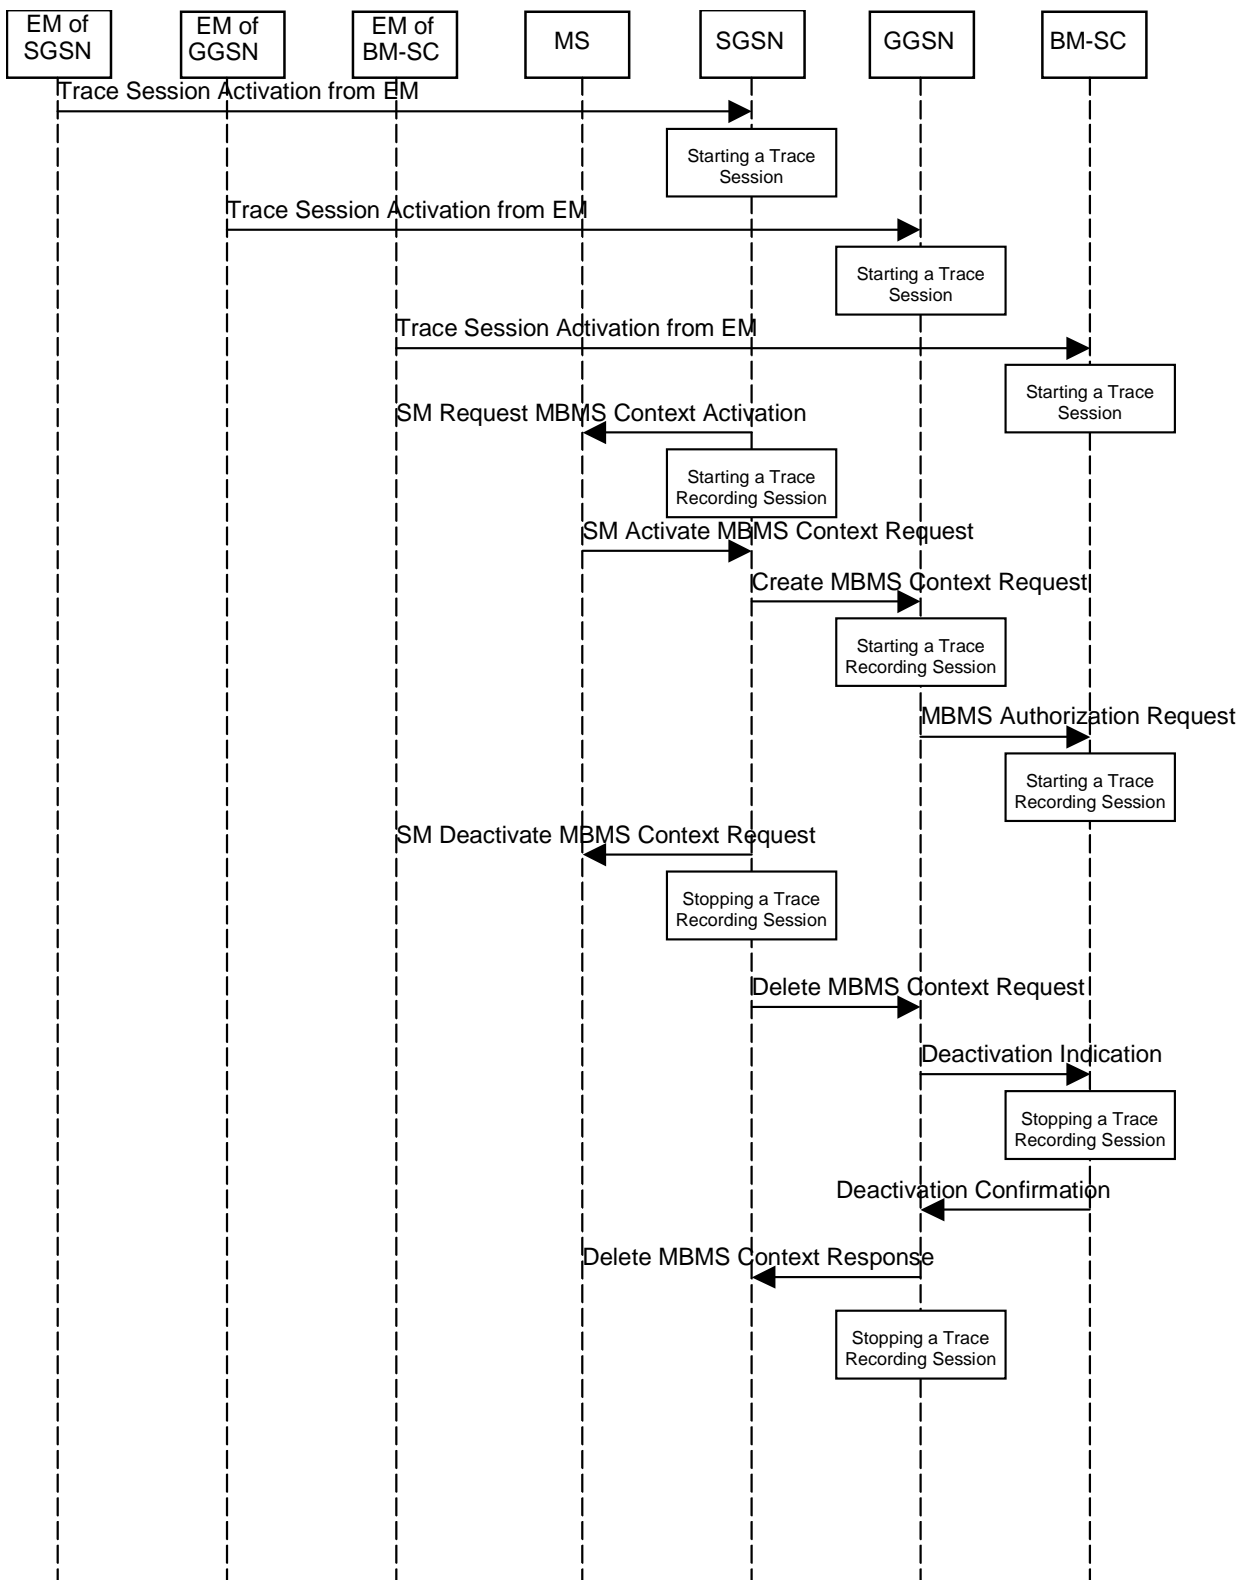 EM of
SGSN
EM of
GGSN
EM of
BM-SC
MS
SGSN
GGSN
BM-SC
Trace Session Activation from EM
Starting a Trace
Session
Trace Session Activation from EM
Starting a Trace
Session
Trace Session Activation from EM
Starting a Trace
Session
SM Request MBMS Context Activation
Starting a Trace
Recording Session
SM Activate MBMS Context Request
Create MBMS Context Request
Starting a Trace
Recording Session
MBMS Authorization Request
Starting a Trace
Recording Session
SM Deactivate MBMS Context Request
Stopping a Trace
Recording Session
Delete MBMS Context Request
Deactivation Indication
Stopping a Trace
Recording Session
Deactivation Confirmation
Delete MBMS Context Response
Stopping a Trace
Recording Session